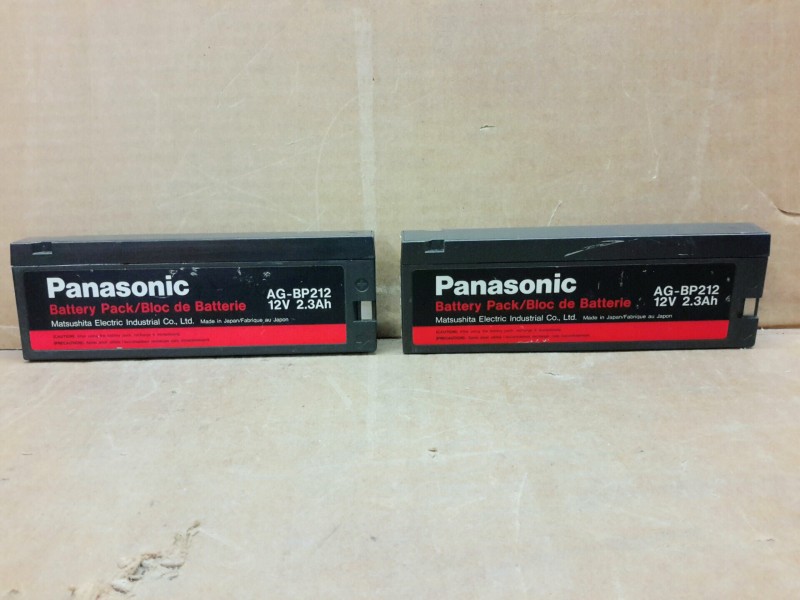 Panasonic
Battery Pack/Bloc de Batterie
AG-BP212
12V 2.3Ah
Matsushita Electric Industrial Co., Ltd. Made in Japan/Fabrique au Japon
Panasonic
Battery Pack/Bloc de Batterie
AG-BP212
12V 2.3Ah
Matsushita Electric Industrial Co., Ltd. Made in Japan/Fabrique au Japon